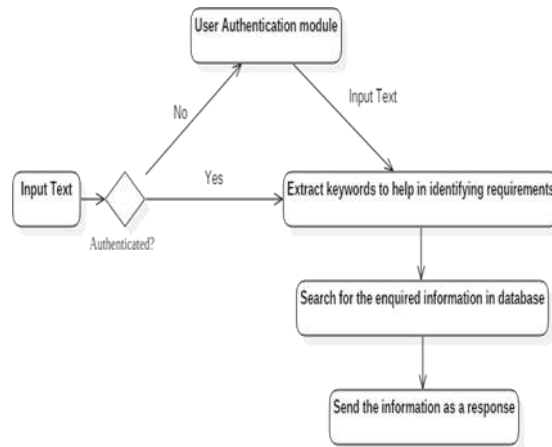 User Authentication module
No
Input Text
Input Text
Yes
Authenticated?
Extract keywords to help in identifying requirements
Search for the enquired information in database
Send the information as a response